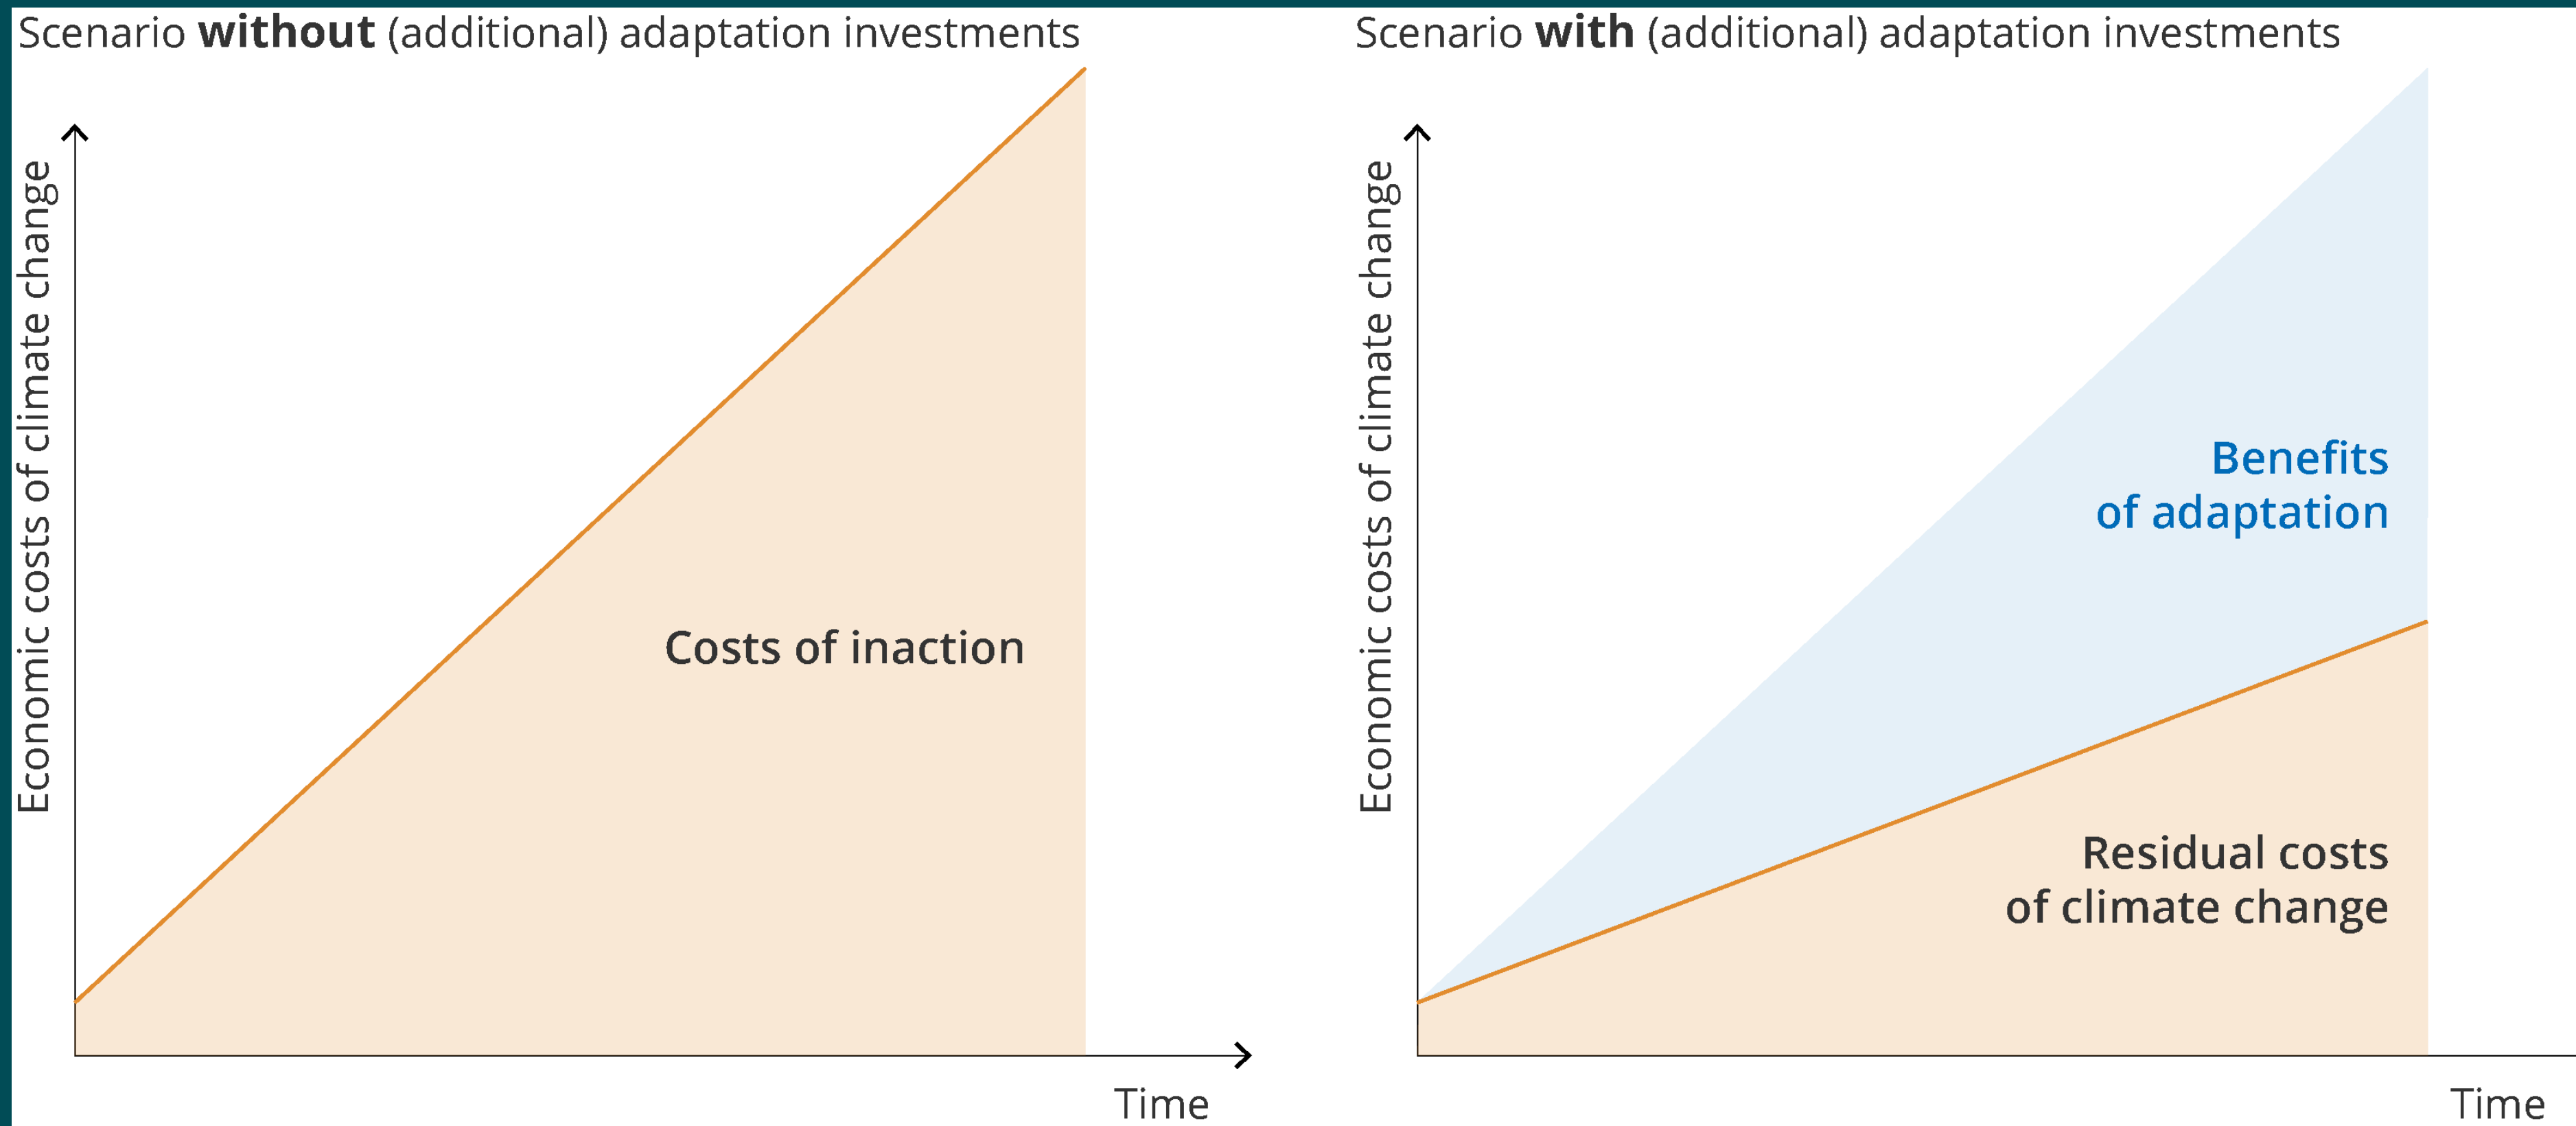 Scenario without (additional) adaptation investments
Economic costs of climate change
Costs of inaction
Time
Scenario with (additional) adaptation investments
Economic costs of climate change
Benefits
of adaptation
Residual costs
of climate change
Time